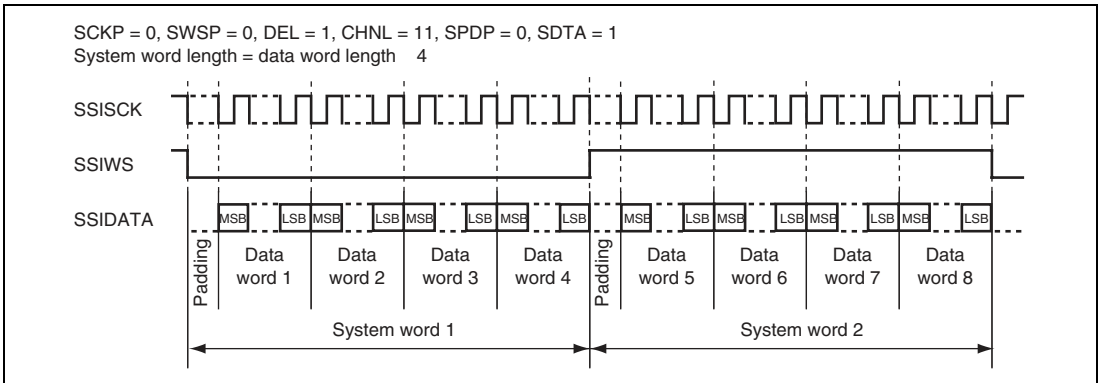 SCKP = 0, SWSP = 0, DEL = 1, CHNL = 11, SPDP = 0, SDTA = 1
System word length = data word length 4
SSISCK
SSIWS
SSIDATA
MSB LSB MSB LSB MSB LSB MSB LSB MSB LSB MSB LSB MSB LSB MSB LSB
Padding Data word 1 Data word 2 Data word 3 Data word 4 Padding Data word 5 Data word 6 Data word 7 Data word 8
System word 1 System word 2